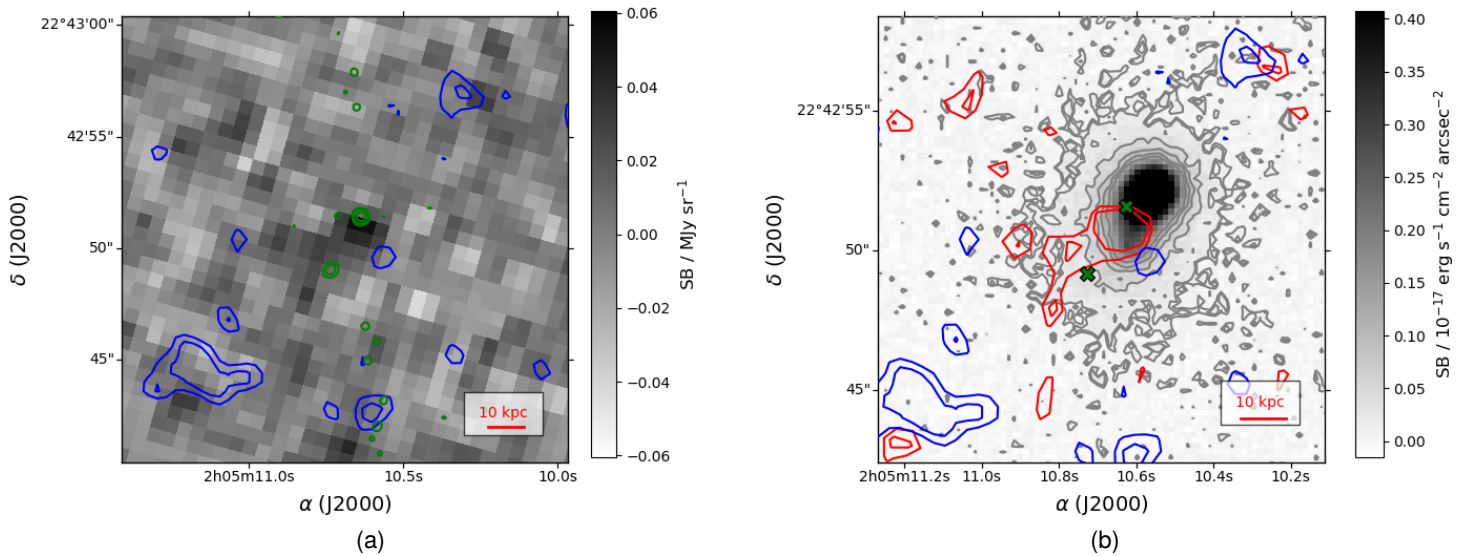 22°43'00"
42'55"
50"
45"
δ (J2000)
2h05m11.0s
10.5s
10.0s
α (J2000)
10 kpc
0.06
0.04
0.02
0.00
−0.02
−0.04
−0.06
SB / MJy sr⁻¹
(a)
22°42'55"
50"
45"
δ (J2000)
2h05m11.2s
11.0s
10.8s
10.6s
10.4s
10.2s
α (J2000)
10 kpc
0.40
0.35
0.30
0.25
0.20
0.15
0.10
0.05
0.00
SB / 10⁻¹⁷ erg s⁻¹ cm⁻² arcsec⁻²
(b)